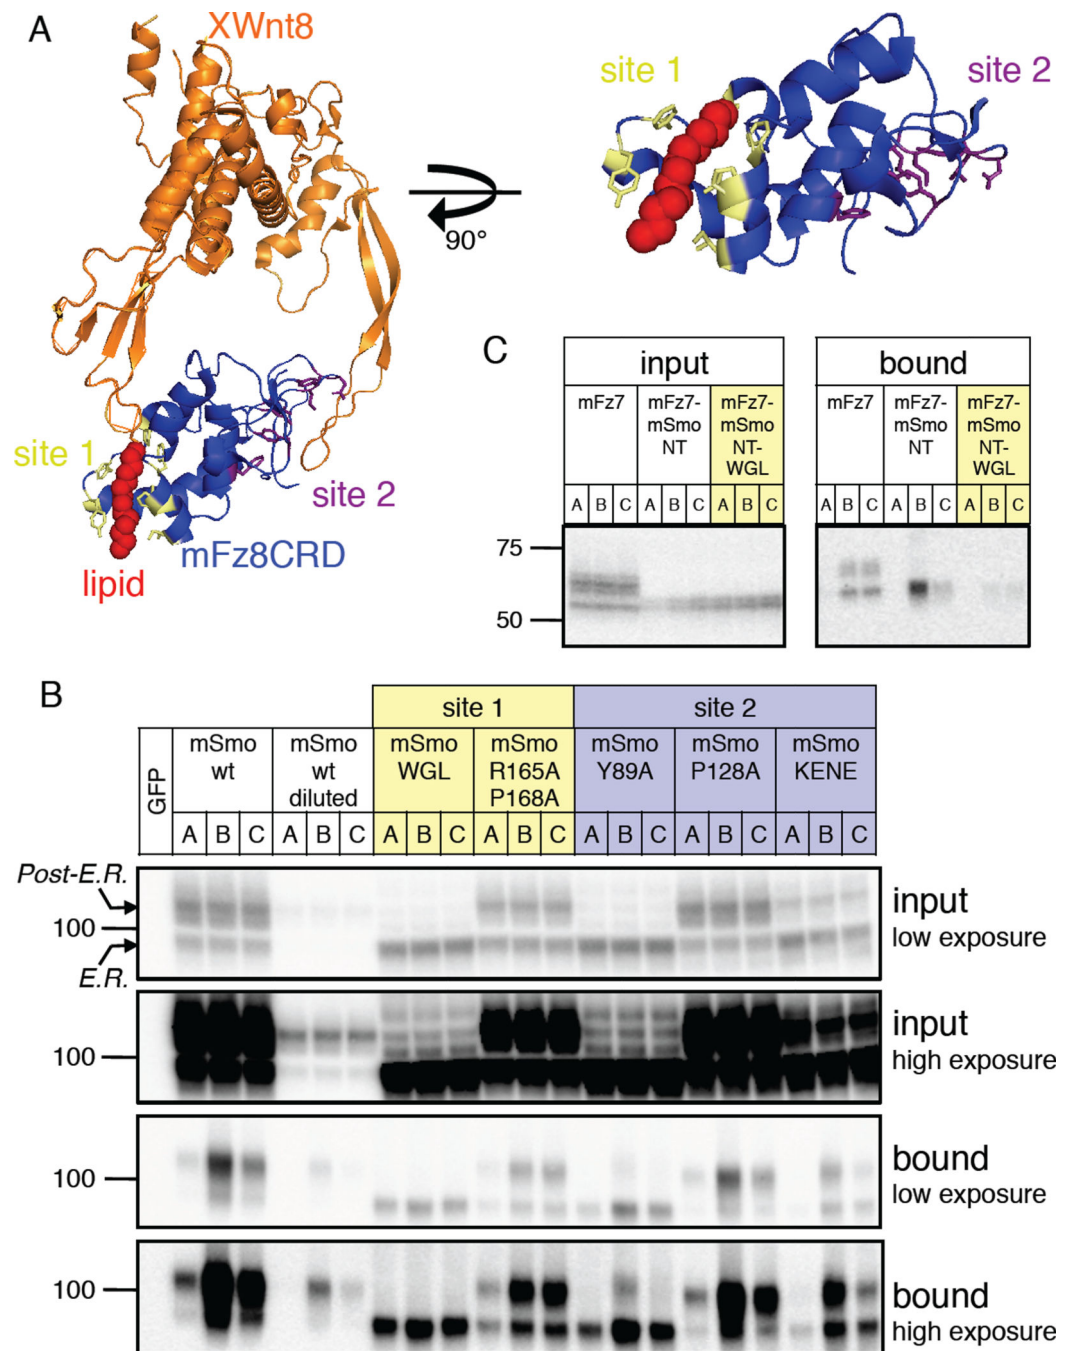 A
XWnt8
site 1
site 2
90°
site 1
site 2
mFz8CRD
lipid
C
input
bound
mFz7
mFz7-
mSmo
NT
mFz7-
mSmo
NT-
WGL
mFz7
mFz7-
mSmo
NT
mFz7-
mSmo
NT-
WGL
A B C A B C A B C
A B C A B C A B C
75
50
B
site 1
site 2
GFP
mSmo
wt
mSmo
wt
diluted
mSmo
WGL
mSmo
R165A
P168A
mSmo
Y89A
mSmo
P128A
mSmo
KENE
A B C A B C A B C A B C A B C A B C A B C
Post-E.R.
100
E.R.
input
low exposure
100
input
high exposure
100
bound
low exposure
100
bound
high exposure